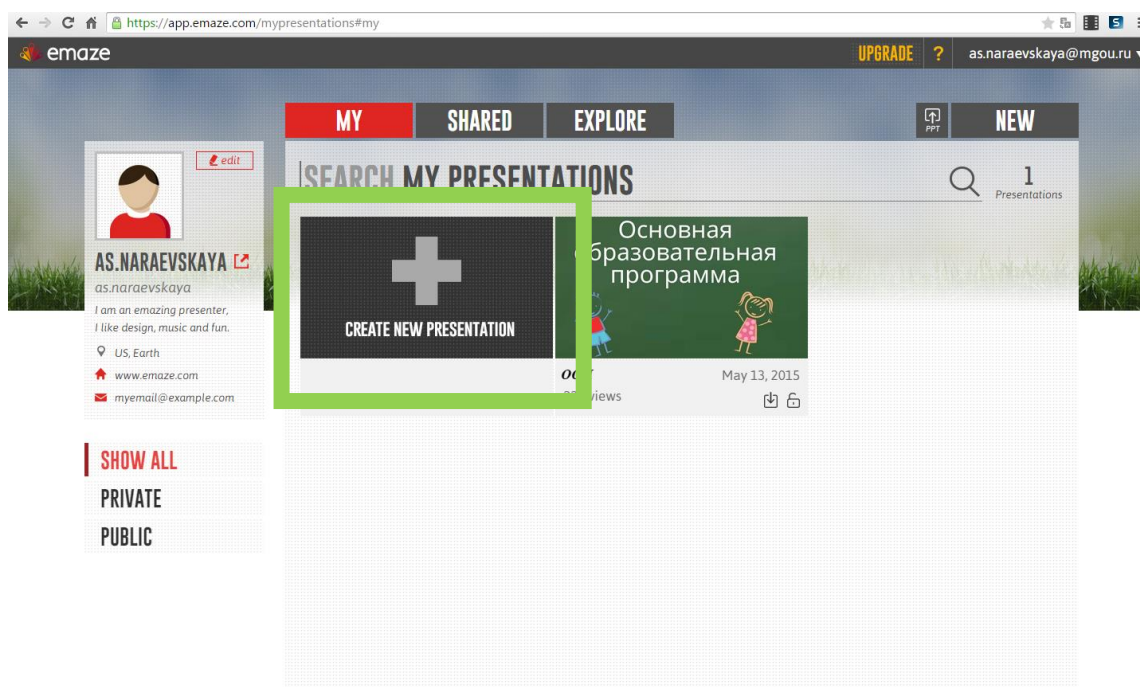 https://app.emaze.com/mypresentations#my
emaze
UPGRADE ? as.naraevskaya@mgou.ru
MY SHARED EXPLORE PPT NEW
edit
SEARCH MY PRESENTATIONS
1
Presentations
AS.NARAEVSKAYA
as.naraevskaya
I am an emazing presenter,
I like design, music and fun.
US, Earth
www.emaze.com
myemail@example.com
SHOW ALL
PRIVATE
PUBLIC
CREATE NEW PRESENTATION
Основная
образовательная
программа
May 13, 2015
views